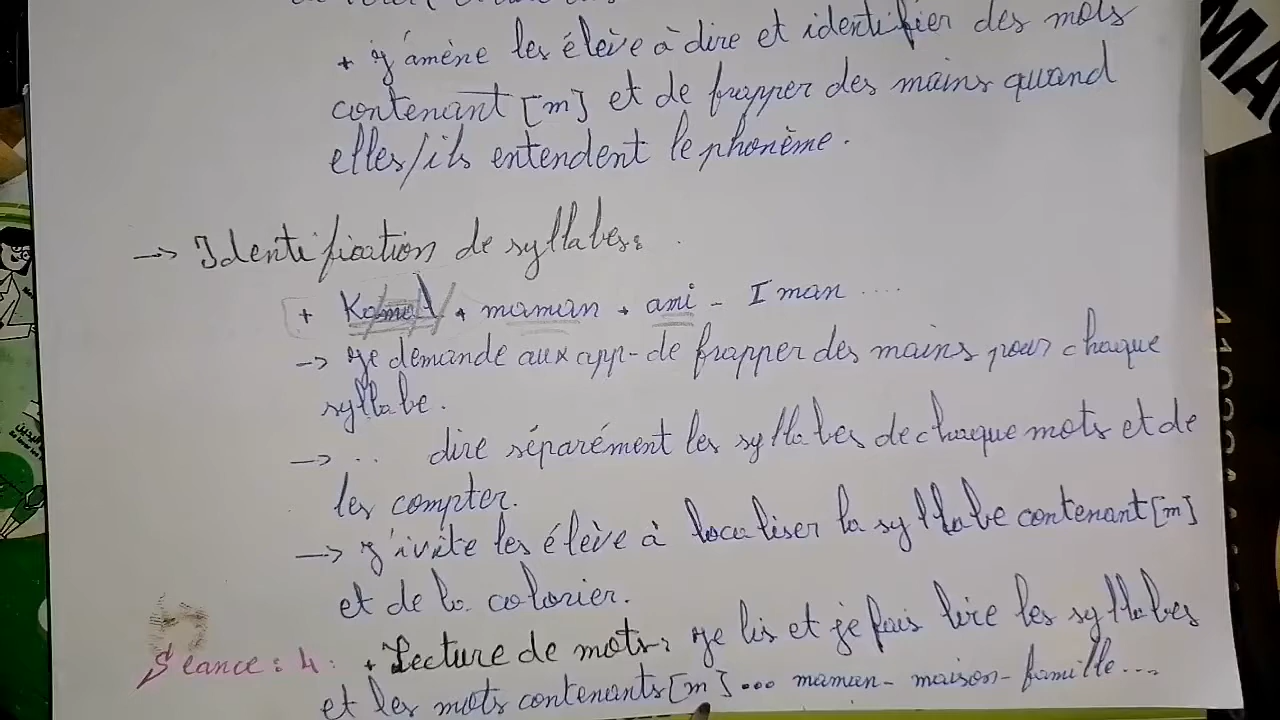 + J'amène les élève à dire et identifier des mots
contenant [m] et de frapper des mains quand
elles/ils entendent le phonème.
→ Identification de syllabes:
+ maman + ami - Iman ....
→ Je demande aux app- de frapper des mains pour chaque
syllabe.
→ .. dire séparément les syllabes de chaque mots et de
les compter.
→ J'ivite les élève à localiser la syllabe contenant [m]
et de la colorier.
Séance: 4: + Lecture de mots: Je lis et je fais lire les syllabes
et les mots contenants [m] ... maman - maison - famille ....
MA